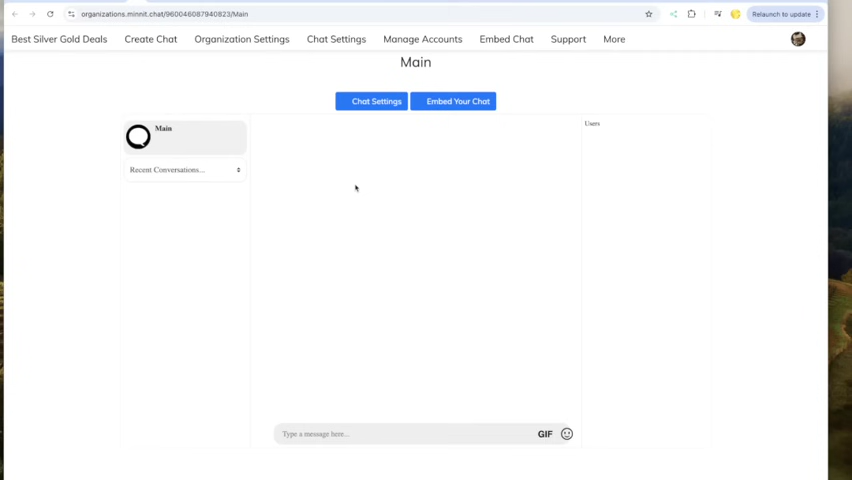 organizations.minnit.chat/960046087940823/Main
Relaunch to update
Best Silver Gold Deals
Create Chat
Organization Settings
Chat Settings
Manage Accounts
Embed Chat
Support
More
Main
Chat Settings
Embed Your Chat
Main
Recent Conversations...
Users
Type a message here...
GIF